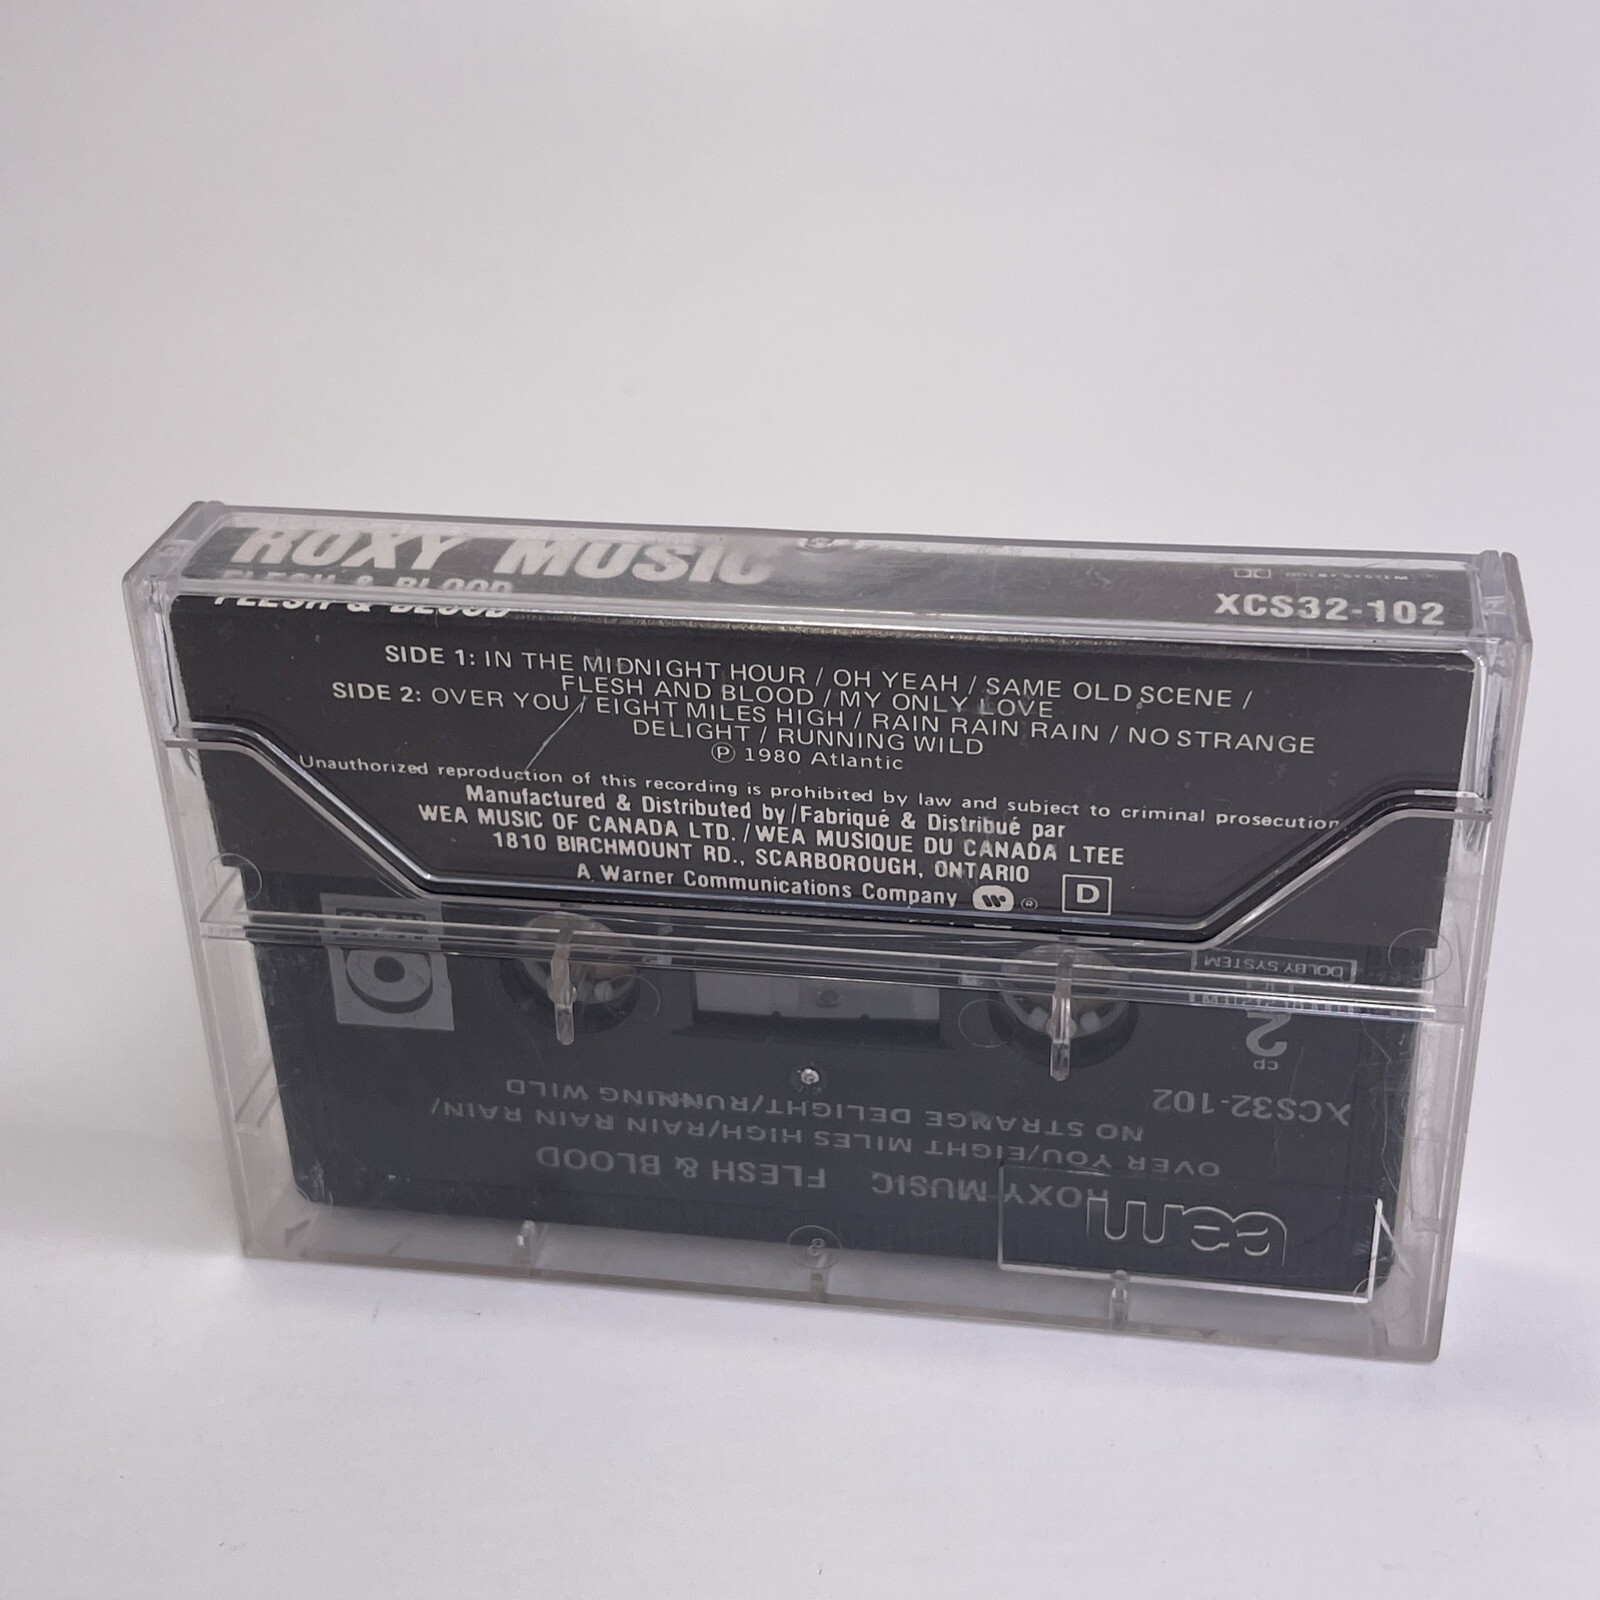 ROXY MUSIC
FLESH & BLOOD
DOLBY SYSTEM
XCS32-102
SIDE 1: IN THE MIDNIGHT HOUR / OH YEAH / SAME OLD SCENE /
FLESH AND BLOOD / MY ONLY LOVE
SIDE 2: OVER YOU / EIGHT MILES HIGH / RAIN RAIN RAIN / NO STRANGE
DELIGHT / RUNNING WILD
Ⓟ 1980 Atlantic
Unauthorized reproduction of this recording is prohibited by law and subject to criminal prosecution.
Manufactured & Distributed by/Fabriqué & Distribué par
WEA MUSIC OF CANADA LTD. / WEA MUSIQUE DU CANADA LTEE
1810 BIRCHMOUNT RD., SCARBOROUGH, ONTARIO
A Warner Communications Company ®
D
DOLBY SYSTEM
2
cp
XCS32-102
NO STRANGE DELIGHT/RUNNING WILD
OVER YOU/EIGHT MILES HIGH/RAIN RAIN RAIN/
ROXY MUSIC FLESH & BLOOD
8